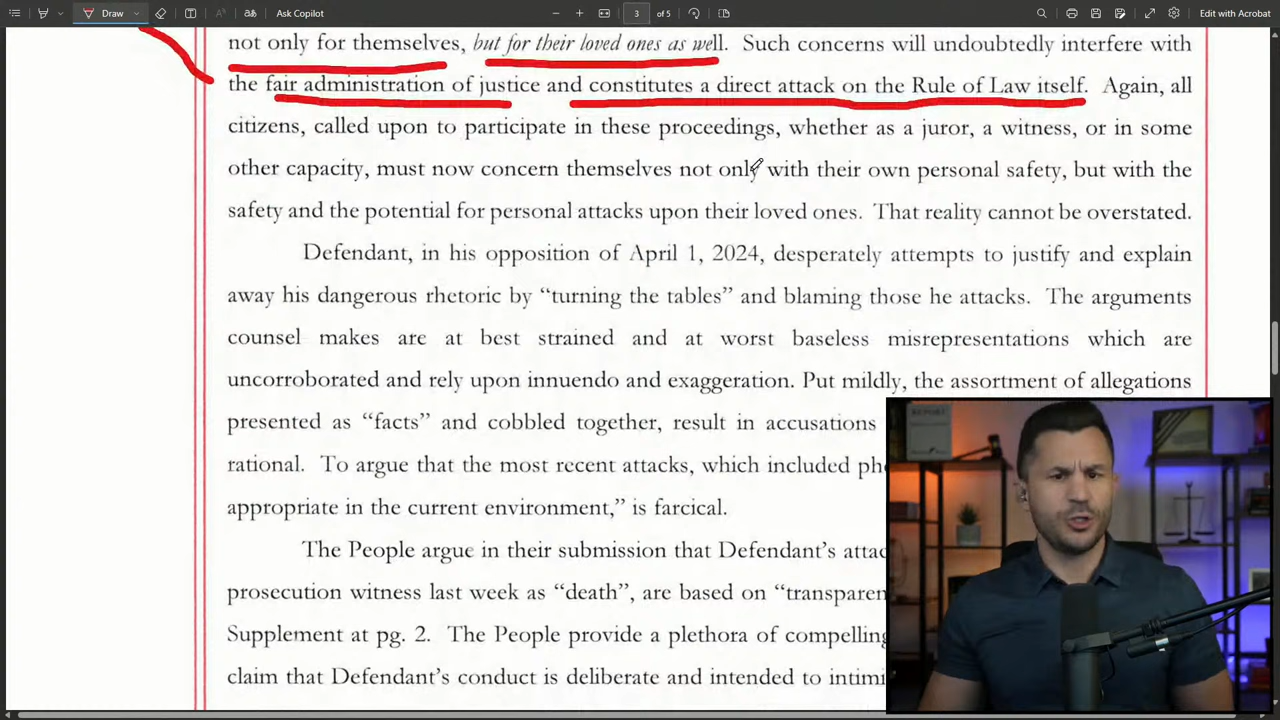 Draw
Ask Copilot
3 of 5
Edit with Acrobat
not only for themselves, but for their loved ones as well. Such concerns will undoubtedly interfere with
the fair administration of justice and constitutes a direct attack on the Rule of Law itself. Again, all
citizens, called upon to participate in these proceedings, whether as a juror, a witness, or in some
other capacity, must now concern themselves not only with their own personal safety, but with the
safety and the potential for personal attacks upon their loved ones. That reality cannot be overstated.
Defendant, in his opposition of April 1, 2024, desperately attempts to justify and explain
away his dangerous rhetoric by “turning the tables” and blaming those he attacks. The arguments
counsel makes are at best strained and at worst baseless misrepresentations which are
uncorroborated and rely upon innuendo and exaggeration. Put mildly, the assortment of allegations
presented as “facts” and cobbled together, result in accusations
rational. To argue that the most recent attacks, which included
appropriate in the current environment,” is farcical.
The People argue in their submission that Defendant’s
prosecution witness last week as “death”, are based on
Supplement at pg. 2. The People provide a plethora of compelling
claim that Defendant’s conduct is deliberate and intended to